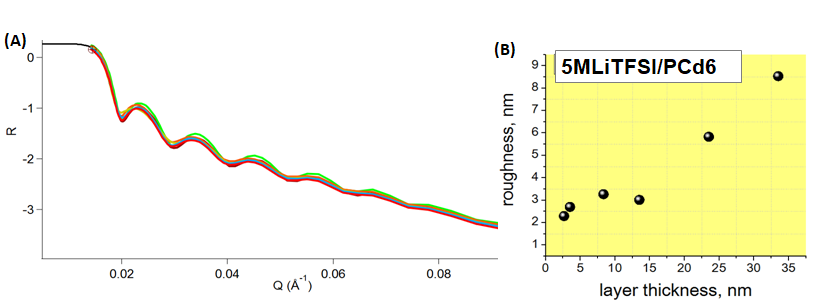 (A)
0
-1
-2
-3
R
0.02 0.04 0.06 0.08
Q (Å⁻¹)
(B)
5MLiTFSI/PCd6
9
8
7
6
5
4
3
2
1
roughness, nm
0 5 10 15 20 25 30 35
layer thickness, nm